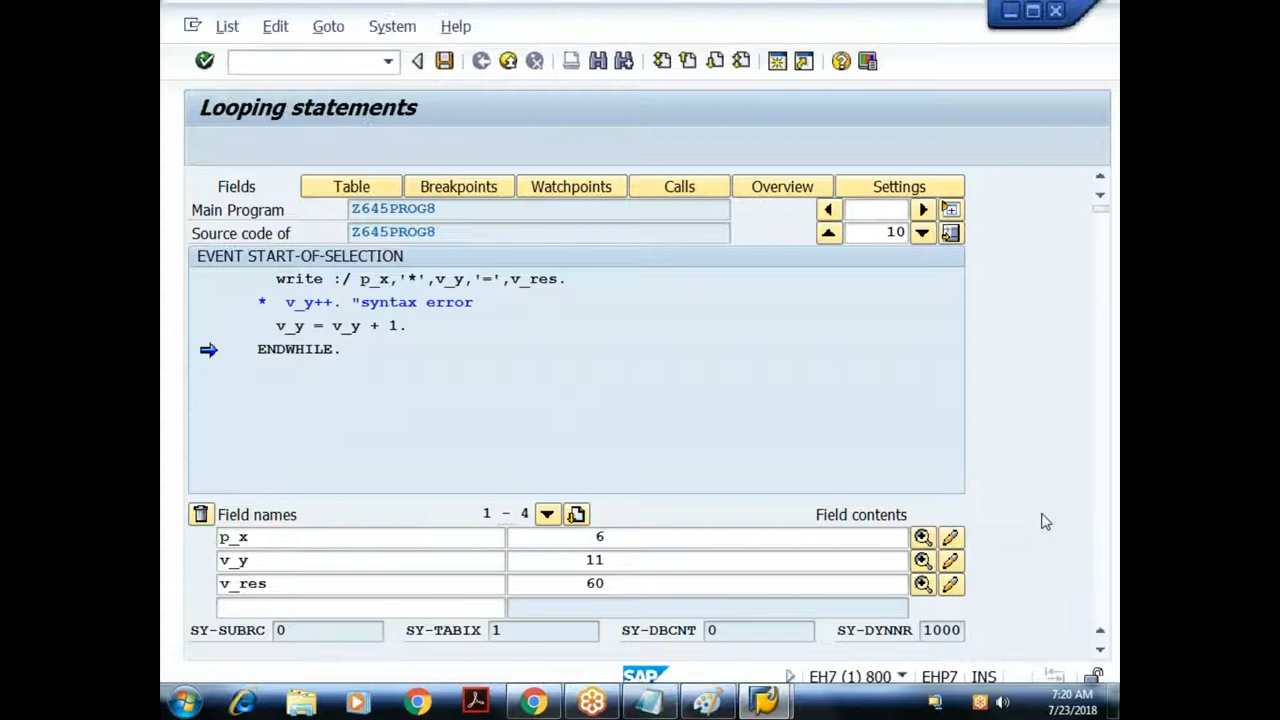 List Edit Goto System Help
Looping statements
Fields Table Breakpoints Watchpoints Calls Overview Settings
Main Program Z645PROG8
Source code of Z645PROG8 10
EVENT START-OF-SELECTION
write :/ p_x,'*',v_y,'=',v_res.
* v_y++. "syntax error
v_y = v_y + 1.
ENDWHILE.
Field names 1 - 4 Field contents
p_x 6
v_y 11
v_res 60
SY-SUBRC 0 SY-TABIX 1 SY-DBCNT 0 SY-DYNNR 1000
SAP EH7 (1) 800 EHP7 INS
7:20 AM
7/23/2018